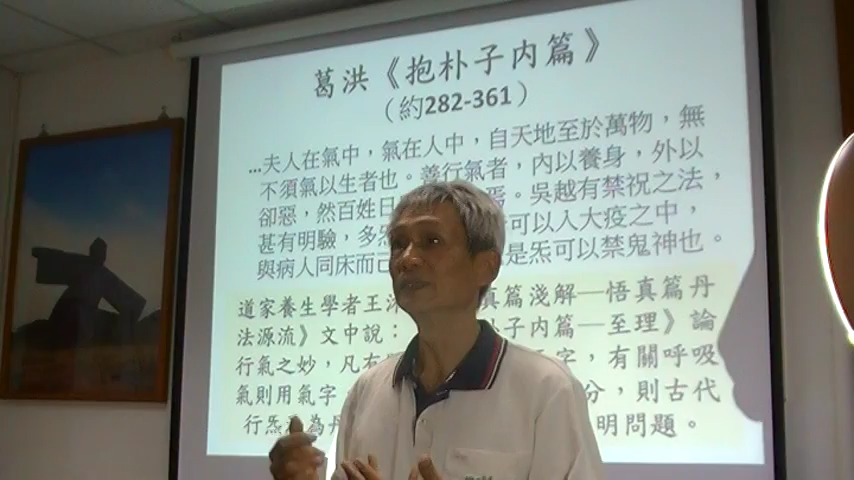 葛洪《抱朴子內篇》
（約282-361）
...夫人在氣中，氣在人中，自天地至於萬物，無
不須氣以生者也。善行氣者，內以養身，外以
卻惡，然百姓日 焉。吳越有禁祝之法，
甚有明驗，多炁 可以入大疫之中，
與病人同床而己 是炁可以禁鬼神也。
道家養生學者王 真篇淺解—悟真篇丹
法源流》文中說： 朴子內篇—至理》論
行氣之妙，凡有 字，有關呼吸
氣則用氣字 分，則古代
行炁 為丹 明問題。